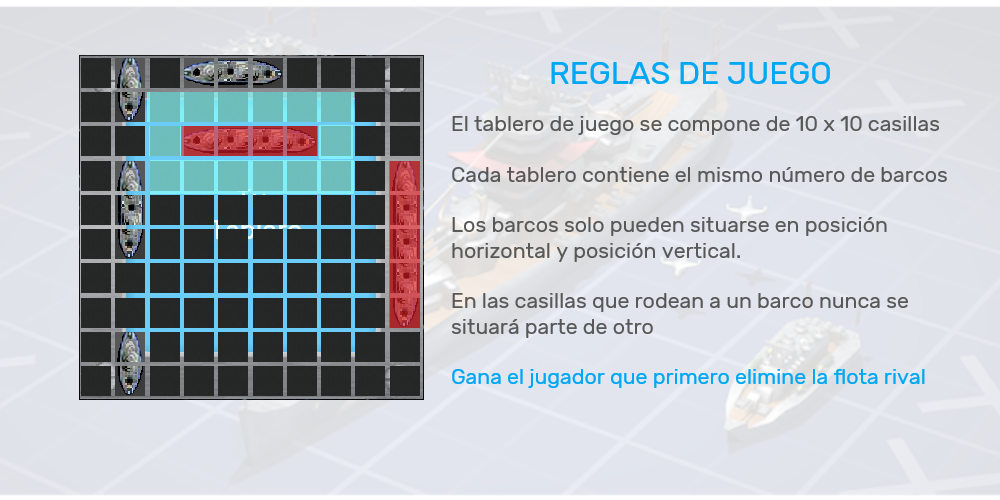 REGLAS DE JUEGO
El tablero de juego se compone de 10 x 10 casillas
Cada tablero contiene el mismo número de barcos
Los barcos solo pueden situarse en posición
horizontal y posición vertical.
En las casillas que rodean a un barco nunca se
situará parte de otro
Gana el jugador que primero elimine la flota rival